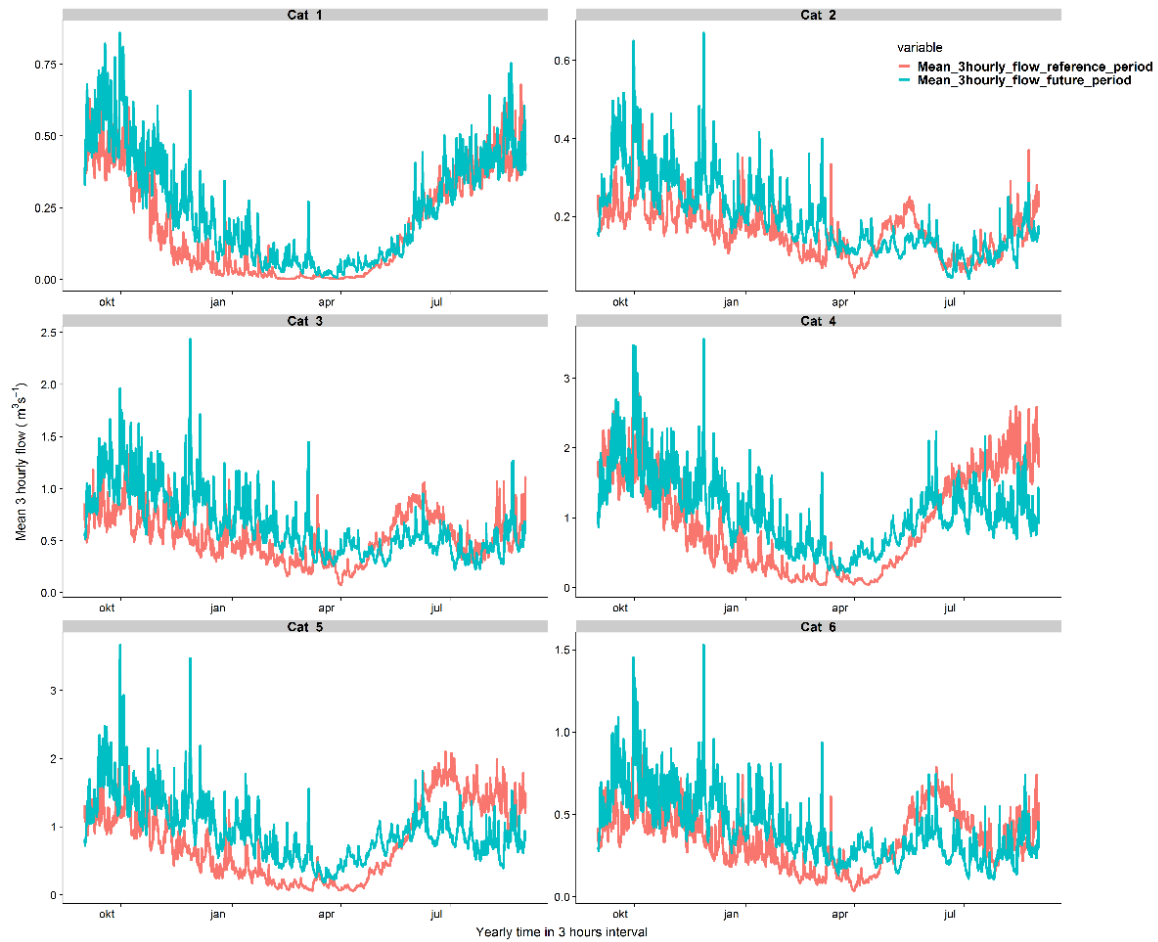 Cat 1
Cat 2
variable
Mean_3hourly_flow_reference_period
Mean_3hourly_flow_future_period
0.75
0.50
0.25
0.00
okt jan apr jul
0.6
0.4
0.2
okt jan apr jul
Cat 3
Cat 4
Mean 3 hourly flow ( m³s⁻¹)
2.5
2.0
1.5
1.0
0.5
0.0
okt jan apr jul
3
2
1
0
okt jan apr jul
Cat 5
Cat 6
3
2
1
0
okt jan apr jul
1.5
1.0
0.5
0.0
okt jan apr jul
Yearly time in 3 hours interval